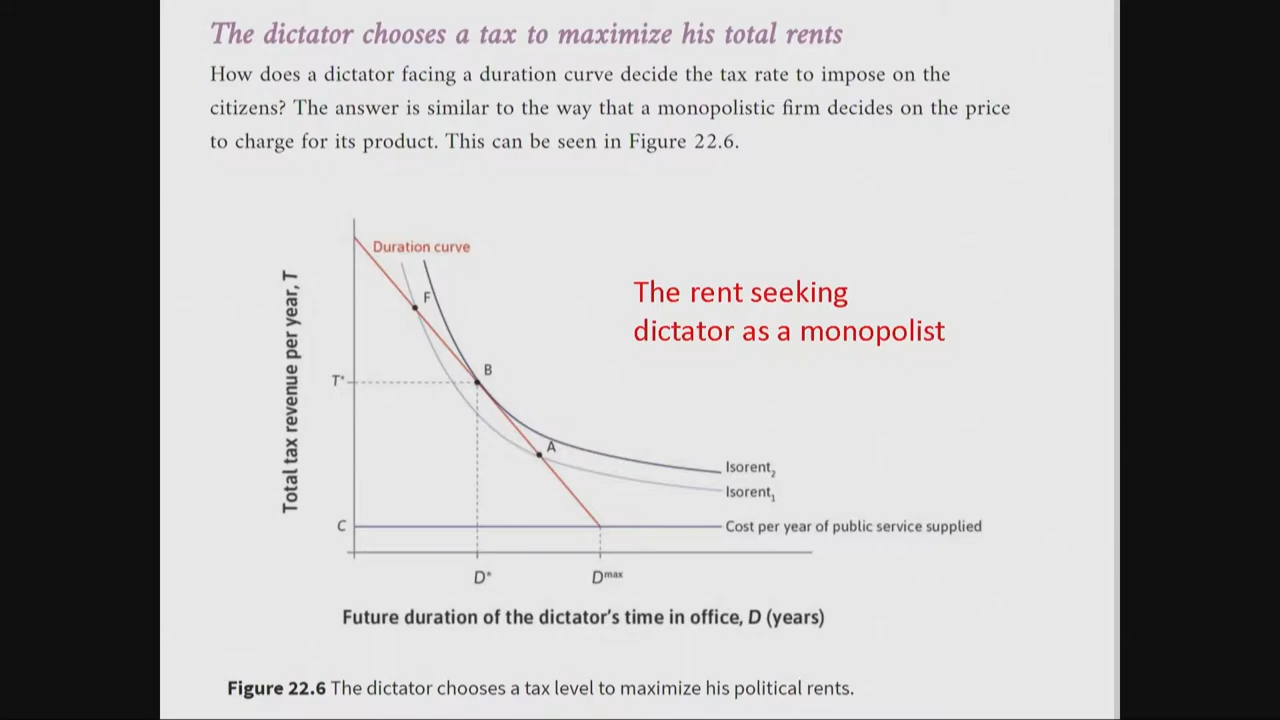 The dictator chooses a tax to maximize his total rents
How does a dictator facing a duration curve decide the tax rate to impose on the
citizens? The answer is similar to the way that a monopolistic firm decides on the price
to charge for its product. This can be seen in Figure 22.6.
Duration curve
F
The rent seeking
dictator as a monopolist
Total tax revenue per year, T
B
T*
A
Isorent2
Isorent1
C
Cost per year of public service supplied
D*
Dmax
Future duration of the dictator's time in office, D (years)
Figure 22.6 The dictator chooses a tax level to maximize his political rents.